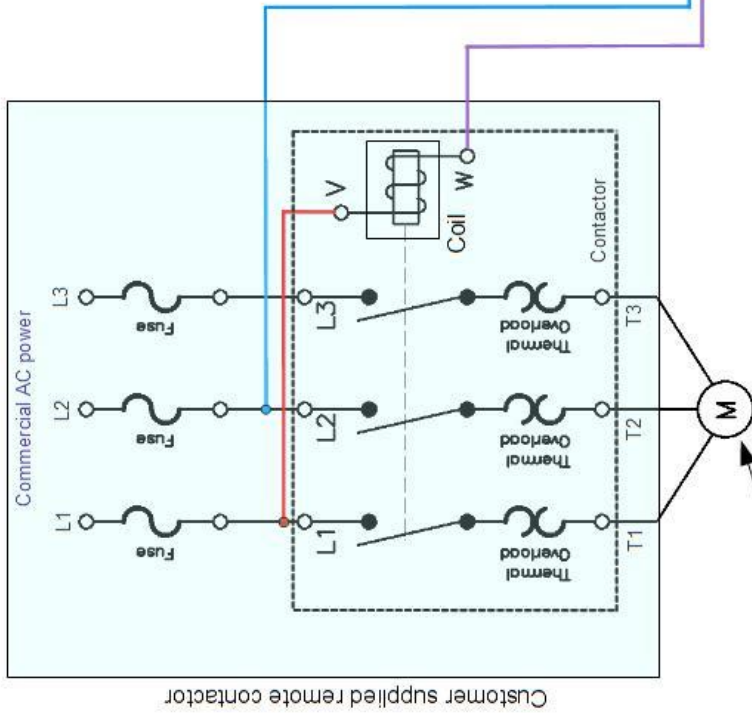 Commercial AC power
L1
L2
L3
Fuse
Fuse
Fuse
L1
L2
L3
V
Coil
W
Thermal
Overload
Thermal
Overload
Thermal
Overload
Contactor
T1
T2
T3
M
Customer supplied remote contactor